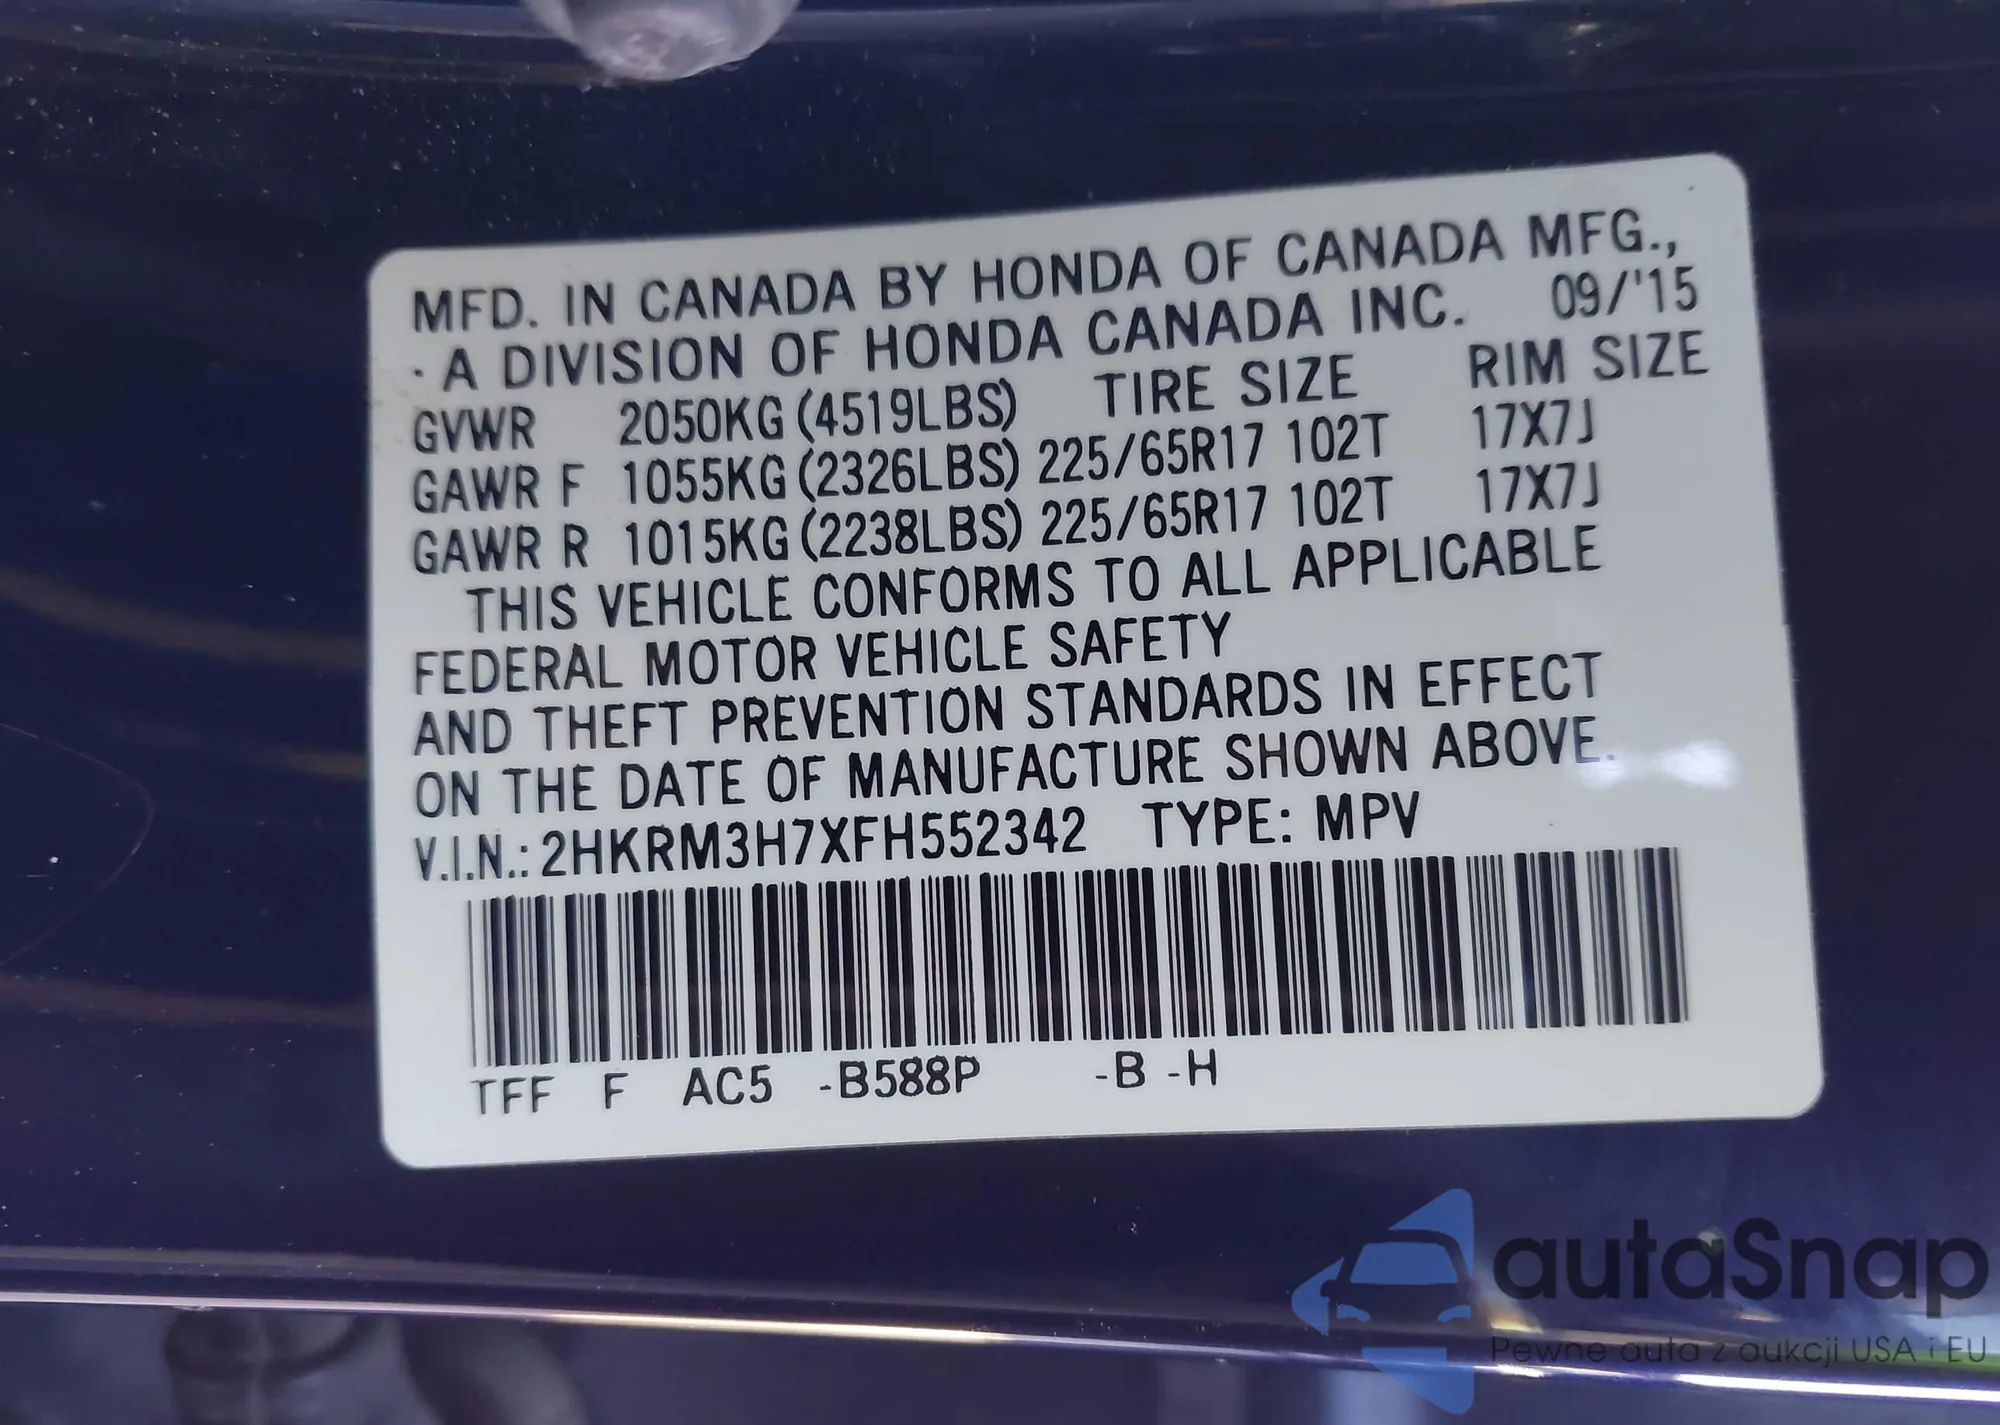 MFD. IN CANADA BY HONDA OF CANADA MFG.,
· A DIVISION OF HONDA CANADA INC. 09/'15
GVWR 2050KG (4519LBS) TIRE SIZE RIM SIZE
GAWR F 1055KG (2326LBS) 225/65R17 102T 17X7J
GAWR R 1015KG (2238LBS) 225/65R17 102T 17X7J
THIS VEHICLE CONFORMS TO ALL APPLICABLE
FEDERAL MOTOR VEHICLE SAFETY
AND THEFT PREVENTION STANDARDS IN EFFECT
ON THE DATE OF MANUFACTURE SHOWN ABOVE.
V.I.N.: 2HKRM3H7XFH552342 TYPE: MPV
TFF F AC5 -B588P -B -H
autaSnap
Pewne auta z aukcji USA i EU